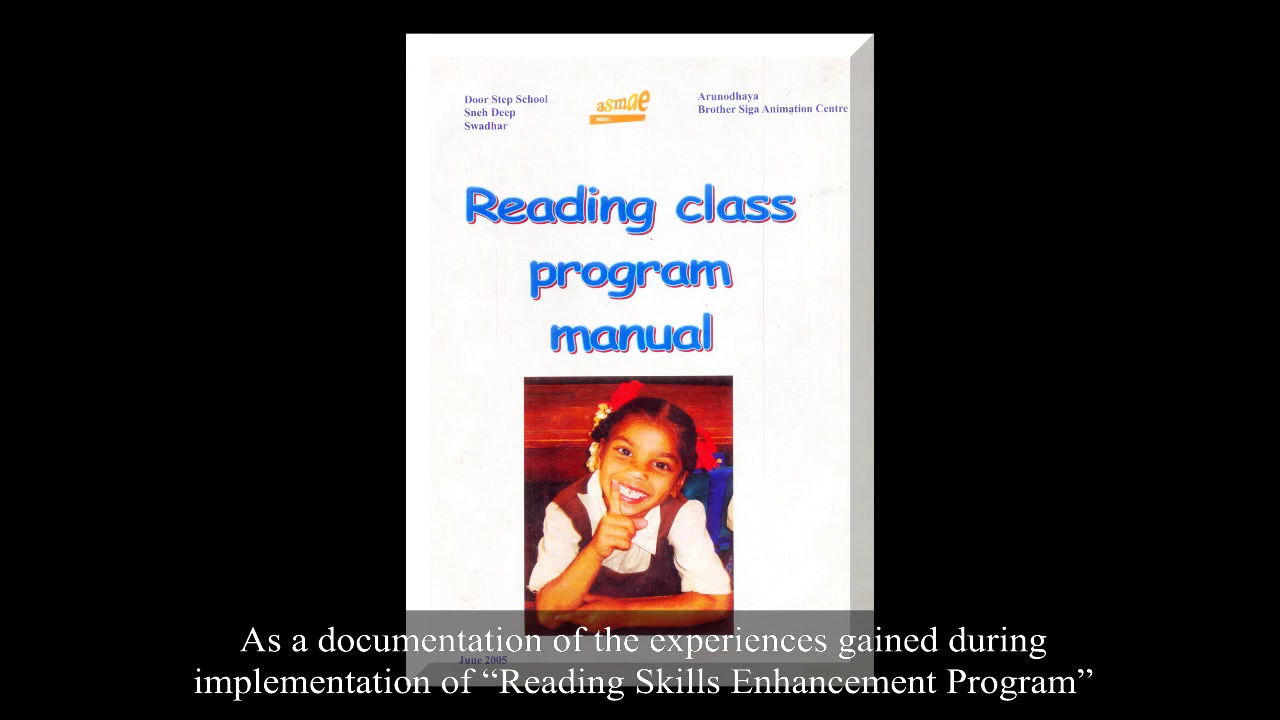 Door Step School
Sneh Deep
Swadhar
asmae
INDIA
Arunodhaya
Brother Siga Animation Centre
Reading class
program
manual
June 2005
As a documentation of the experiences gained during
implementation of “Reading Skills Enhancement Program”